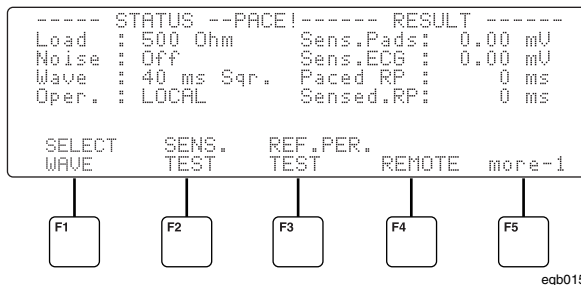 ----- STATUS --PACE!------ RESULT ------
Load : 500 Ohm Sens.Pads: 0.00 mV
Noise : Off Sens.ECG : 0.00 mV
Wave : 40 ms Sqr. Paced RP : 0 ms
Oper. : LOCAL Sensed.RP: 0 ms
SELECT SENS. REF.PER.
WAVE TEST TEST REMOTE more-1
F1 F2 F3 F4 F5